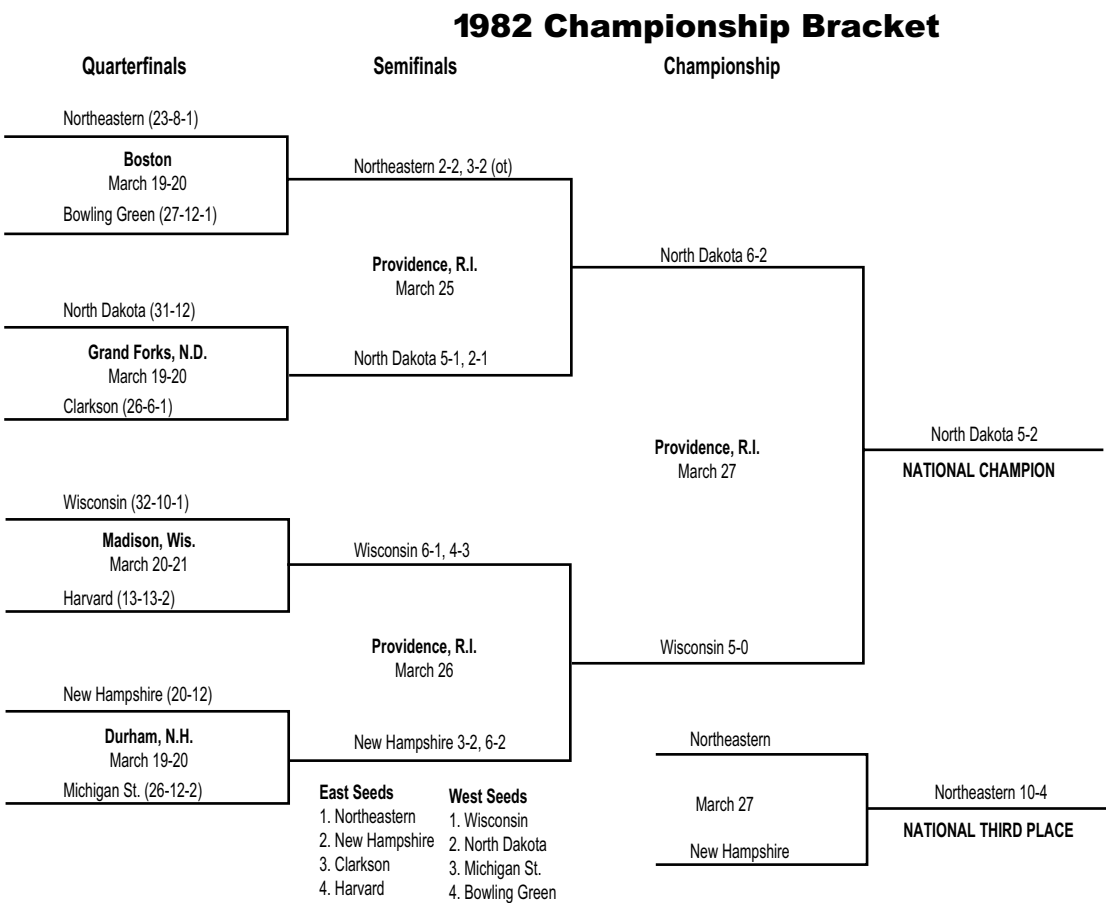 1982 Championship Bracket
Quarterfinals
Semifinals
Championship
Northeastern (23-8-1)
Boston
March 19-20
Bowling Green (27-12-1)
North Dakota (31-12)
Grand Forks, N.D.
March 19-20
Clarkson (26-6-1)
Wisconsin (32-10-1)
Madison, Wis.
March 20-21
Harvard (13-13-2)
New Hampshire (20-12)
Durham, N.H.
March 19-20
Michigan St. (26-12-2)
Northeastern 2-2, 3-2 (ot)
Providence, R.I.
March 25
North Dakota 5-1, 2-1
Wisconsin 6-1, 4-3
Providence, R.I.
March 26
New Hampshire 3-2, 6-2
North Dakota 6-2
Providence, R.I.
March 27
Wisconsin 5-0
North Dakota 5-2
NATIONAL CHAMPION
East Seeds
1. Northeastern
2. New Hampshire
3. Clarkson
4. Harvard
West Seeds
1. Wisconsin
2. North Dakota
3. Michigan St.
4. Bowling Green
Northeastern
March 27
New Hampshire
Northeastern 10-4
NATIONAL THIRD PLACE